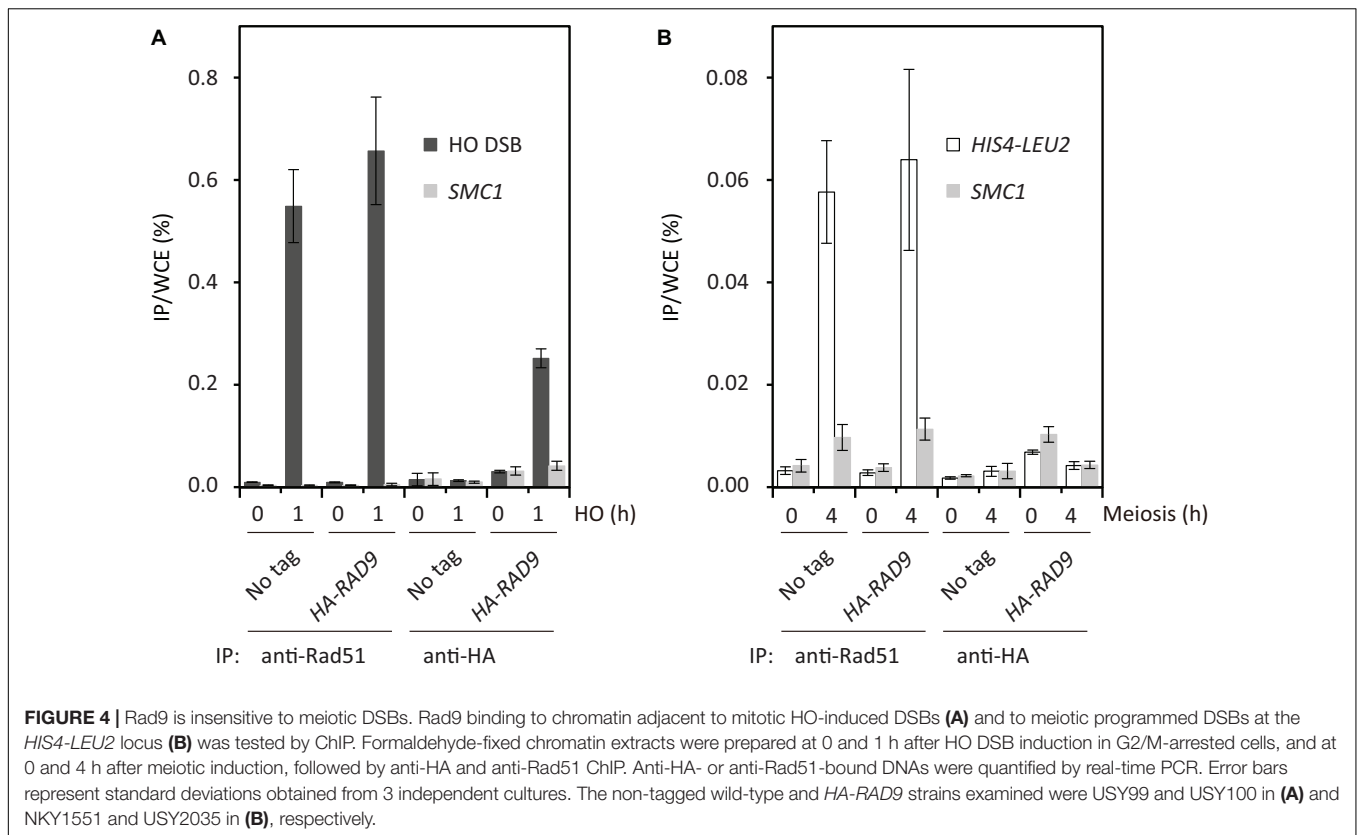 A
IP/WCE (%)
0.8
0.6
0.4
0.2
0.0
HO DSB
SMC1
0 1 0 1 0 1 0 1 HO (h)
No tag HA-RAD9 No tag HA-RAD9
IP: anti-Rad51 anti-HA
B
IP/WCE (%)
0.08
0.06
0.04
0.02
0.00
HIS4-LEU2
SMC1
0 4 0 4 0 4 0 4 Meiosis (h)
No tag HA-RAD9 No tag HA-RAD9
anti-Rad51 anti-HA
FIGURE 4 | Rad9 is insensitive to meiotic DSBs. Rad9 binding to chromatin adjacent to mitotic HO-induced DSBs (A) and to meiotic programmed DSBs at the
HIS4-LEU2 locus (B) was tested by ChIP. Formaldehyde-fixed chromatin extracts were prepared at 0 and 1 h after HO DSB induction in G2/M-arrested cells, and at
0 and 4 h after meiotic induction, followed by anti-HA and anti-Rad51 ChIP. Anti-HA- or anti-Rad51-bound DNAs were quantified by real-time PCR. Error bars
represent standard deviations obtained from 3 independent cultures. The non-tagged wild-type and HA-RAD9 strains examined were USY99 and USY100 in (A) and
NKY1551 and USY2035 in (B), respectively.